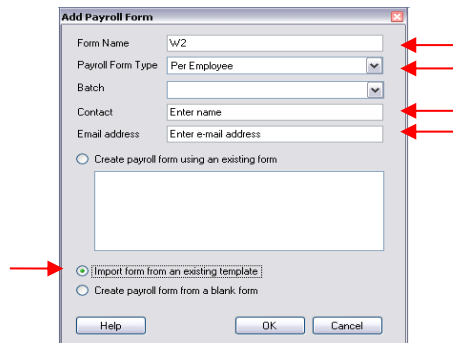 Add Payroll Form
Form Name W2
Payroll Form Type Per Employee
Batch
Contact Enter name
Email address Enter e-mail address
Create payroll form using an existing form
Import form from an existing template
Create payroll form from a blank form
Help OK Cancel